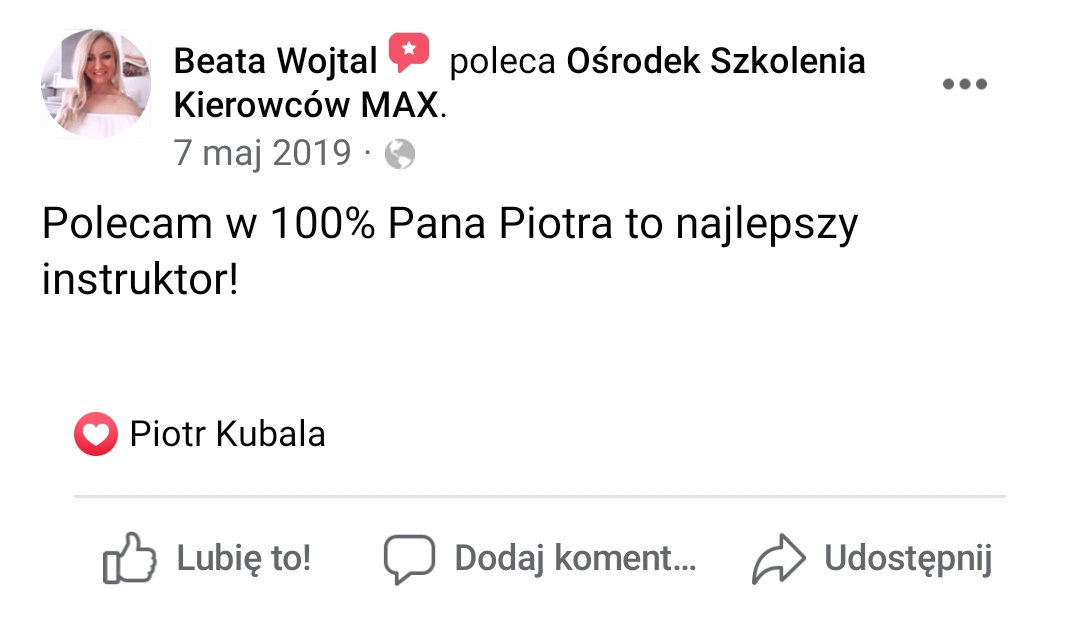 Beata Wojtal poleca Ośrodek Szkolenia
Kierowców MAX.
7 maj 2019 ·
Polecam w 100% Pana Piotra to najlepszy
instruktor!
Piotr Kubala
Lubię to! Dodaj koment... Udostępnij